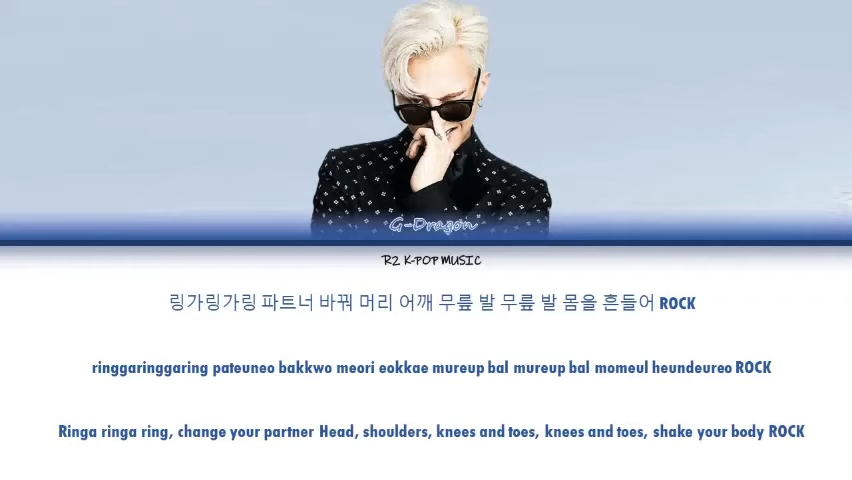 G-Dragon
R2 K-POP MUSIC
링가링가링 파트너 바꿔 머리 어깨 무릎 발 무릎 발 몸을 흔들어 ROCK
ringgaringgaring pateuneo bakkwo meori eokkae mureup bal mureup bal momeul heundeureo ROCK
Ringa ringa ring, change your partner Head, shoulders, knees and toes, knees and toes, shake your body ROCK